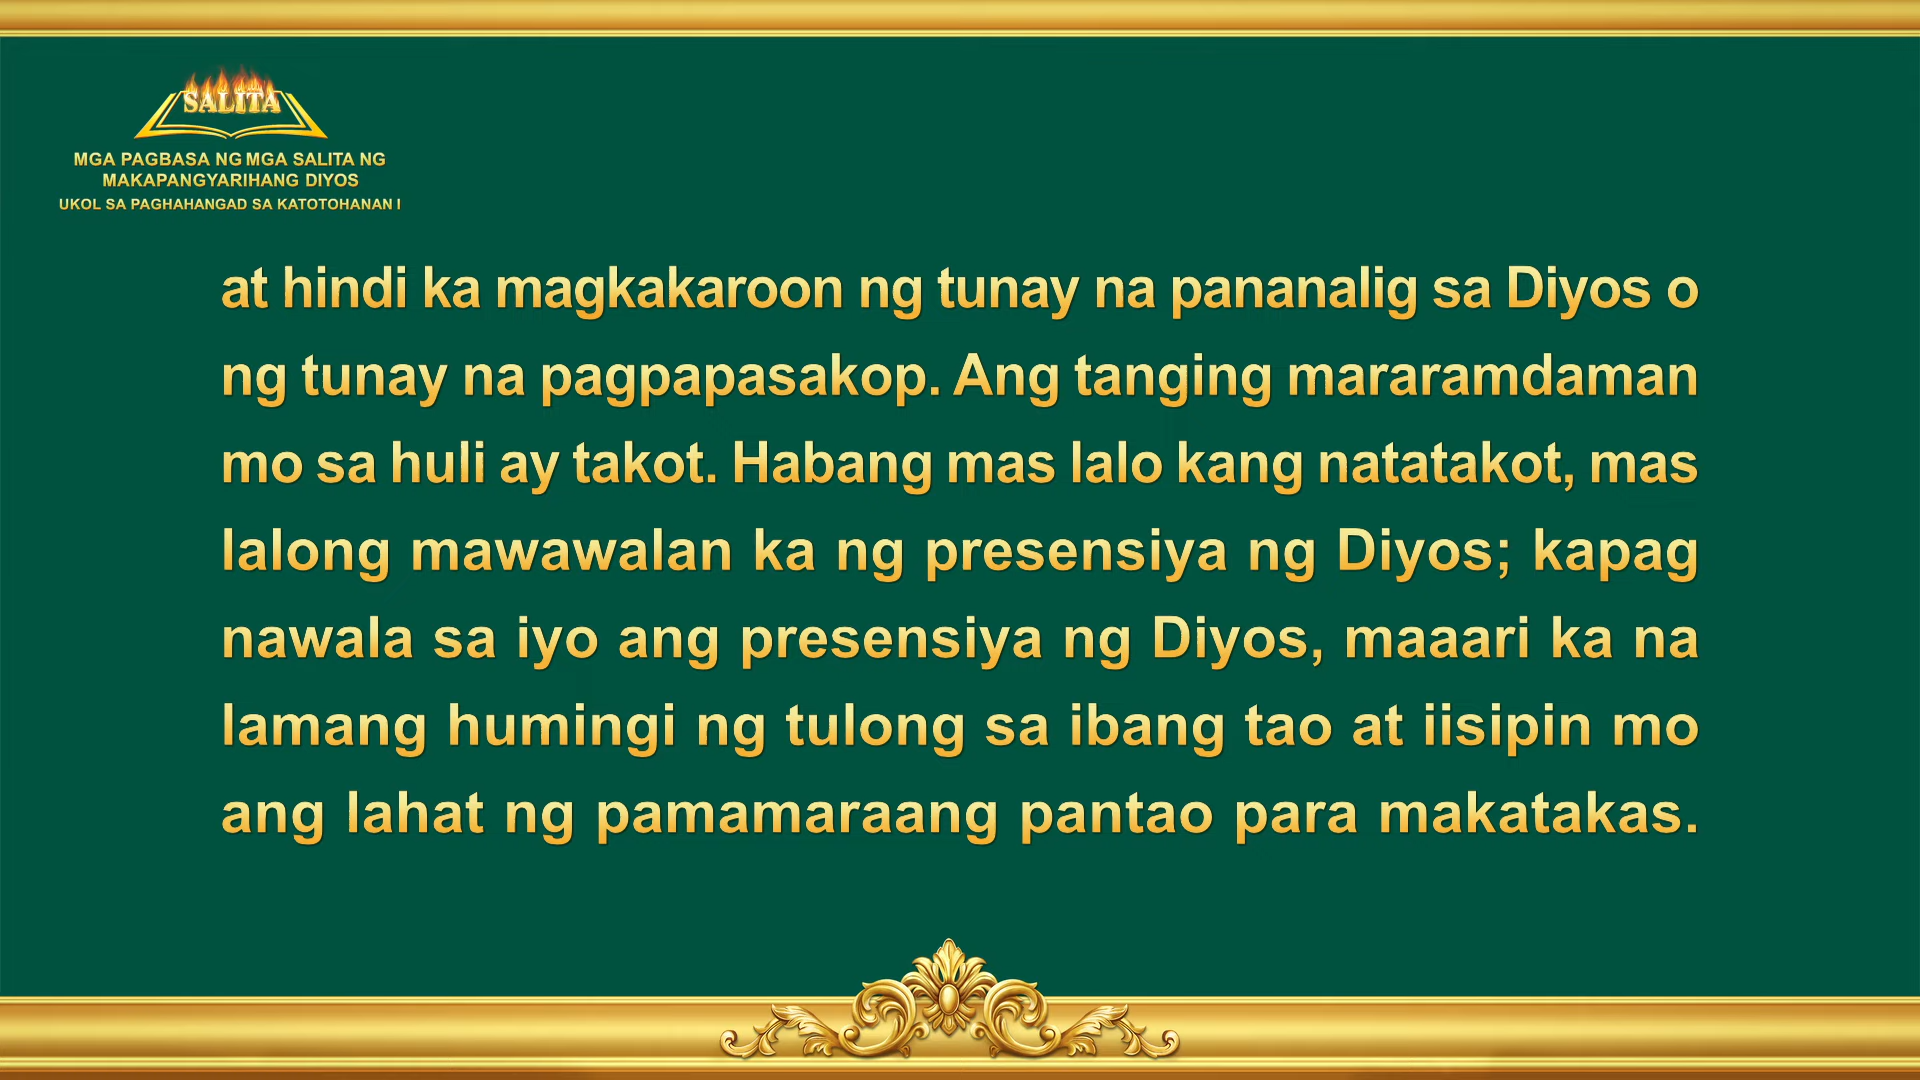 SALITA
MGA PAGBASA NG MGA SALITA NG
MAKAPANGYARIHANG DIYOS
UKOL SA PAGHAHANGAD SA KATOTOHANAN I
at hindi ka magkakaroon ng tunay na pananalig sa Diyos o
ng tunay na pagpapasakop. Ang tanging mararamdaman
mo sa huli ay takot. Habang mas lalo kang natatakot, mas
lalong mawawalan ka ng presensiya ng Diyos; kapag
nawala sa iyo ang presensiya ng Diyos, maaari ka na
lamang humingi ng tulong sa ibang tao at iisipin mo
ang lahat ng pamamaraang pantao para makatakas.